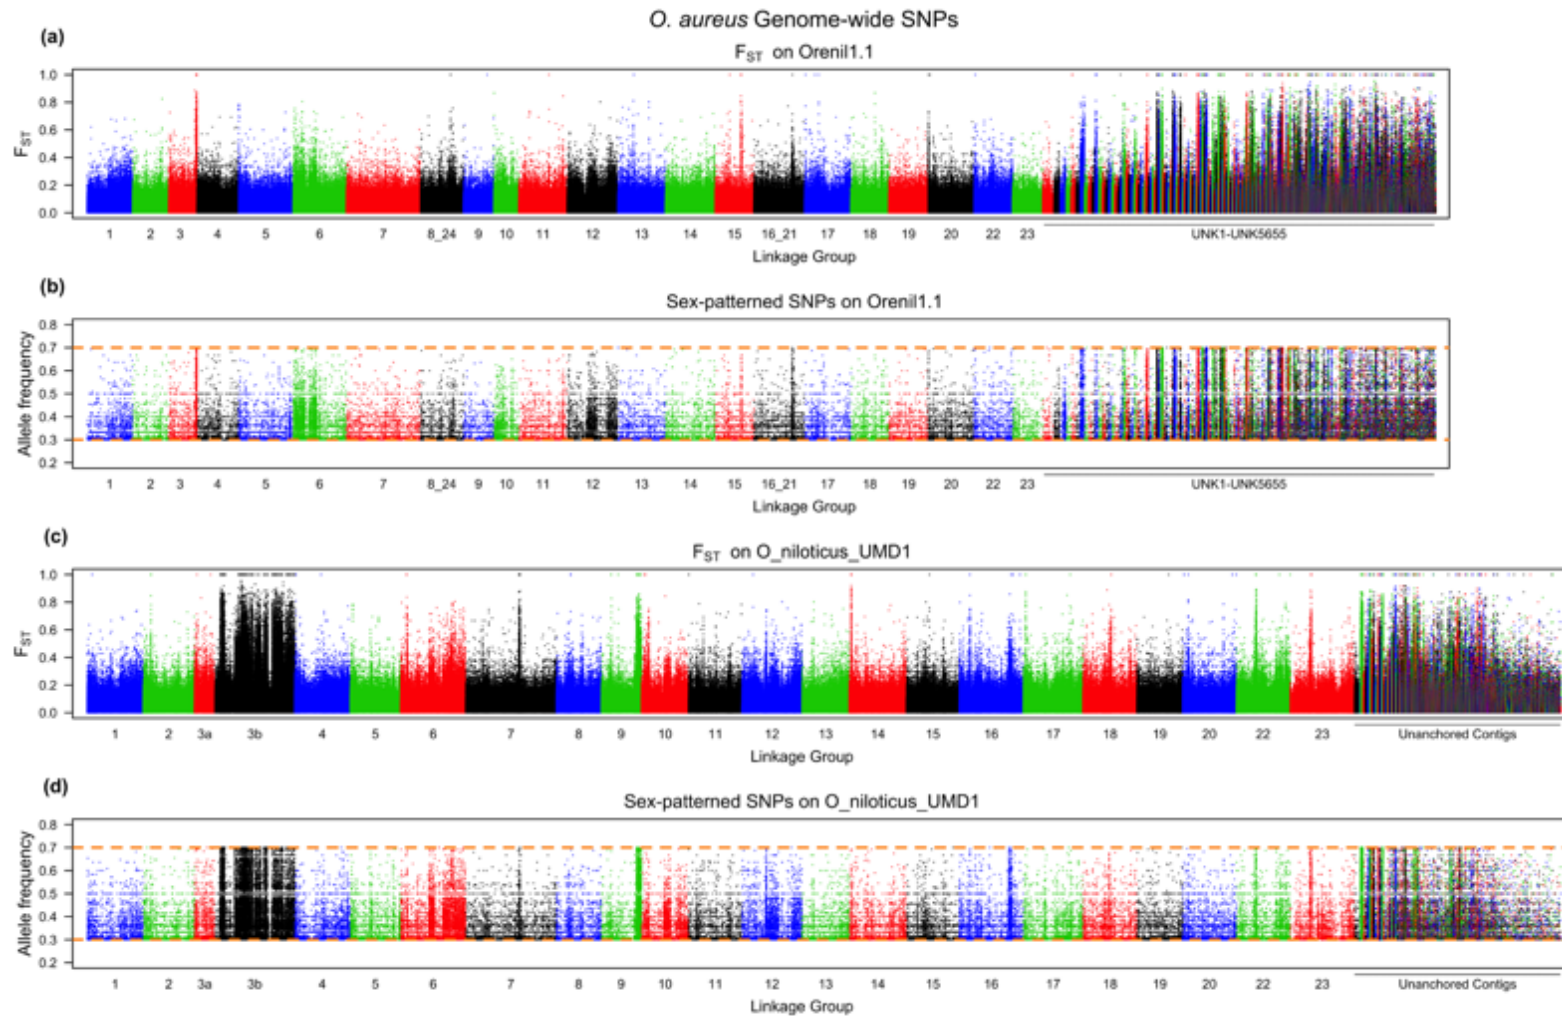 O. aureus Genome-wide SNPs
(a)
FST on Orenil1.1
1.0
0.8
0.6
0.4
0.2
0.0
FST
1 2 3 4 5 6 7 8_24 9 10 11 12 13 14 15 16_21 17 18 19 20 22 23 UNK1-UNK5655
Linkage Group
(b)
Sex-patterned SNPs on Orenil1.1
0.8
0.7
0.6
0.5
0.4
0.3
0.2
Allele frequency
1 2 3 4 5 6 7 8_24 9 10 11 12 13 14 15 16_21 17 18 19 20 22 23 UNK1-UNK5655
Linkage Group
(c)
FST on O_niloticus_UMD1
1.0
0.8
0.6
0.4
0.2
0.0
FST
1 2 3a 3b 4 5 6 7 8 9 10 11 12 13 14 15 16 17 18 19 20 22 23 Unanchored Contigs
Linkage Group
(d)
Sex-patterned SNPs on O_niloticus_UMD1
0.8
0.7
0.6
0.5
0.4
0.3
0.2
Allele frequency
1 2 3a 3b 4 5 6 7 8 9 10 11 12 13 14 15 16 17 18 19 20 22 23 Unanchored Contigs
Linkage Group